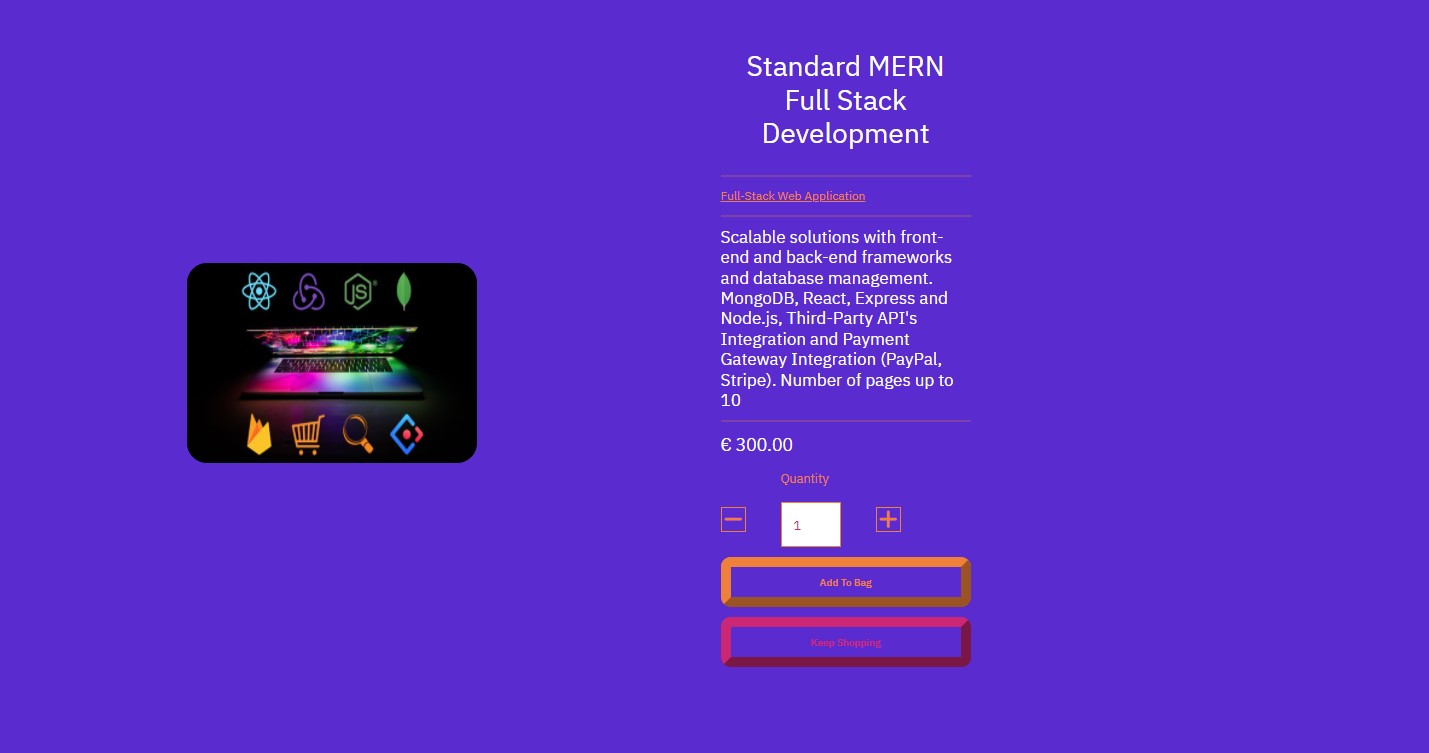 Standard MERN
Full Stack
Development
Full-Stack Web Application
Scalable solutions with front-
end and back-end frameworks
and database management.
MongoDB, React, Express and
Node.js, Third-Party API's
Integration and Payment
Gateway Integration (PayPal,
Stripe). Number of pages up to
10
€ 300.00
Quantity
1
Add To Bag
Keep Shopping
JS